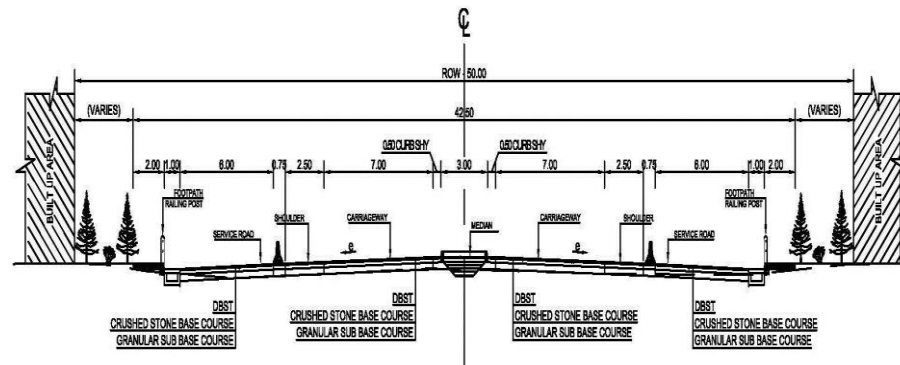 ℄
ROW - 50.00
(VARIES)
42.50
(VARIES)
0.50 CURB SHY
0.50 CURB SHY
2.00
1.00
6.00
0.75
2.50
7.00
3.00
7.00
2.50
0.75
6.00
1.00
2.00
BUILT UP AREA
BUILT UP AREA
FOOTPATH
RAILING POST
SERVICE ROAD
SHOULDER
CARRIAGEWAY
MEDIAN
CARRIAGEWAY
SHOULDER
SERVICE ROAD
FOOTPATH
RAILING POST
e
e
DBST
CRUSHED STONE BASE COURSE
GRANULAR SUB BASE COURSE
DBST
CRUSHED STONE BASE COURSE
GRANULAR SUB BASE COURSE
DBST
CRUSHED STONE BASE COURSE
GRANULAR SUB BASE COURSE
DBST
CRUSHED STONE BASE COURSE
GRANULAR SUB BASE COURSE